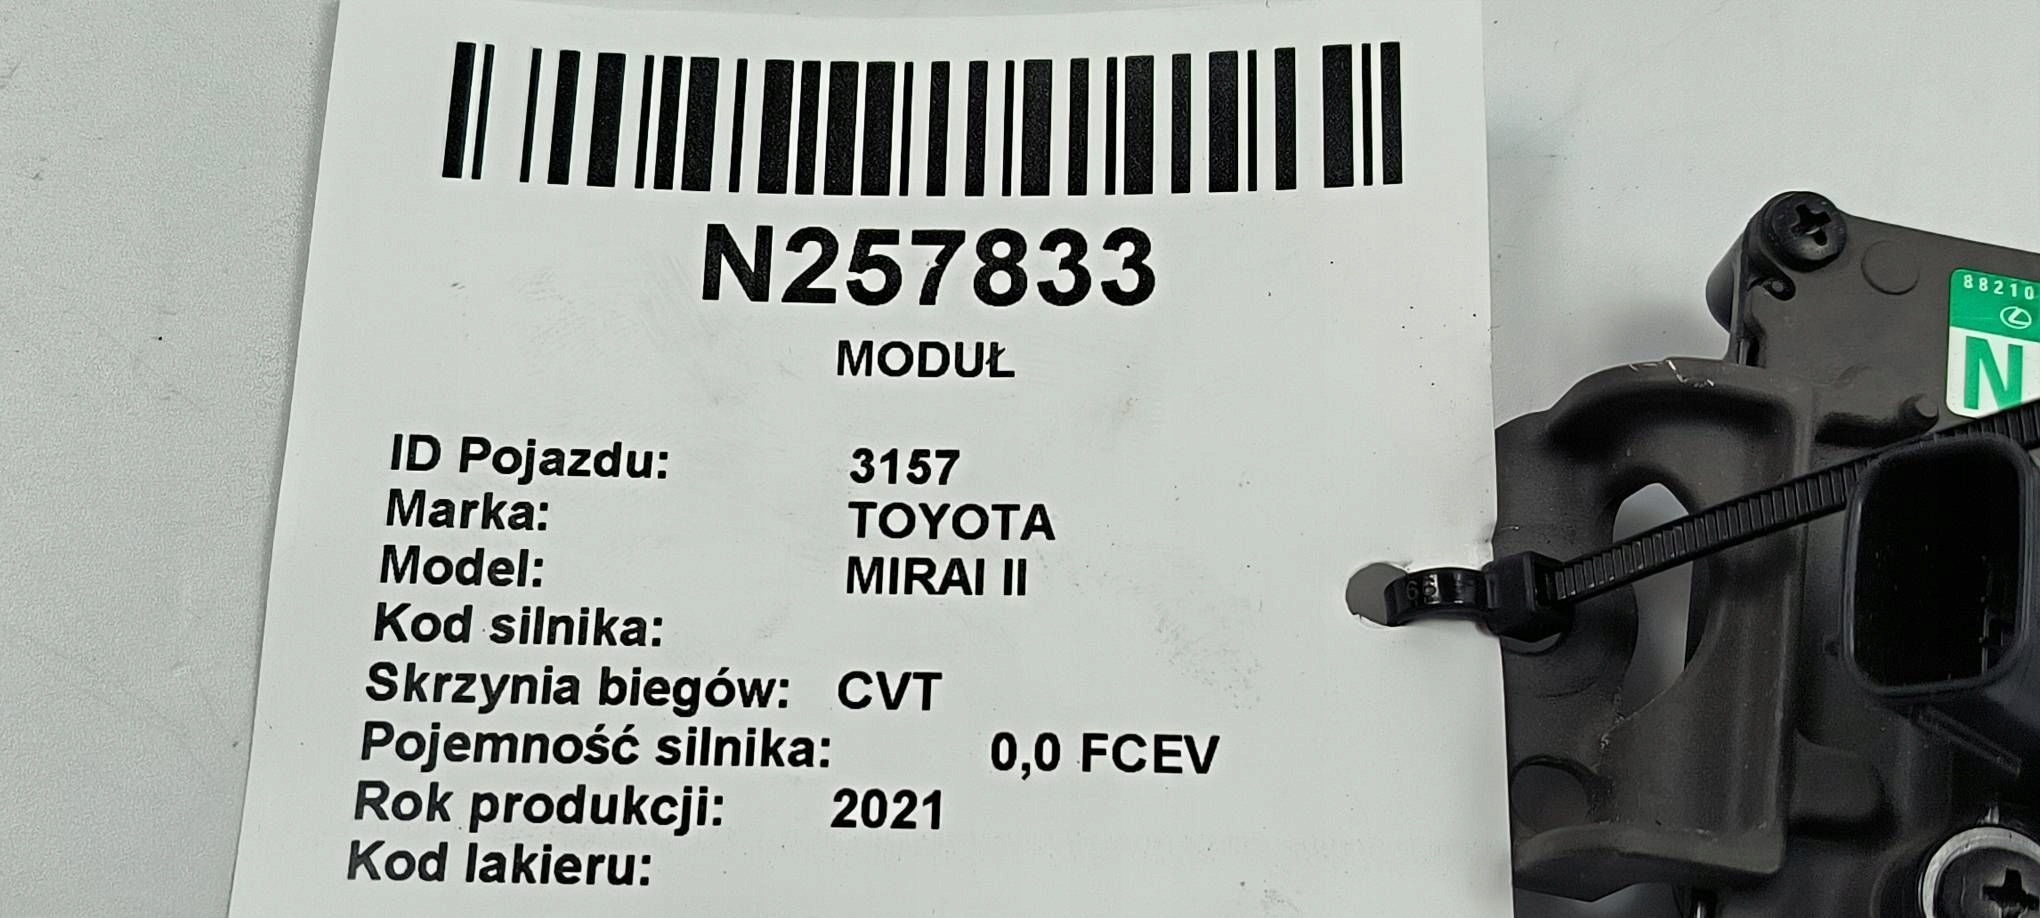 N257833
MODUŁ
ID Pojazdu: 3157
Marka: TOYOTA
Model: MIRAI II
Kod silnika:
Skrzynia biegów: CVT
Pojemność silnika: 0,0 FCEV
Rok produkcji: 2021
Kod lakieru:
88210
N